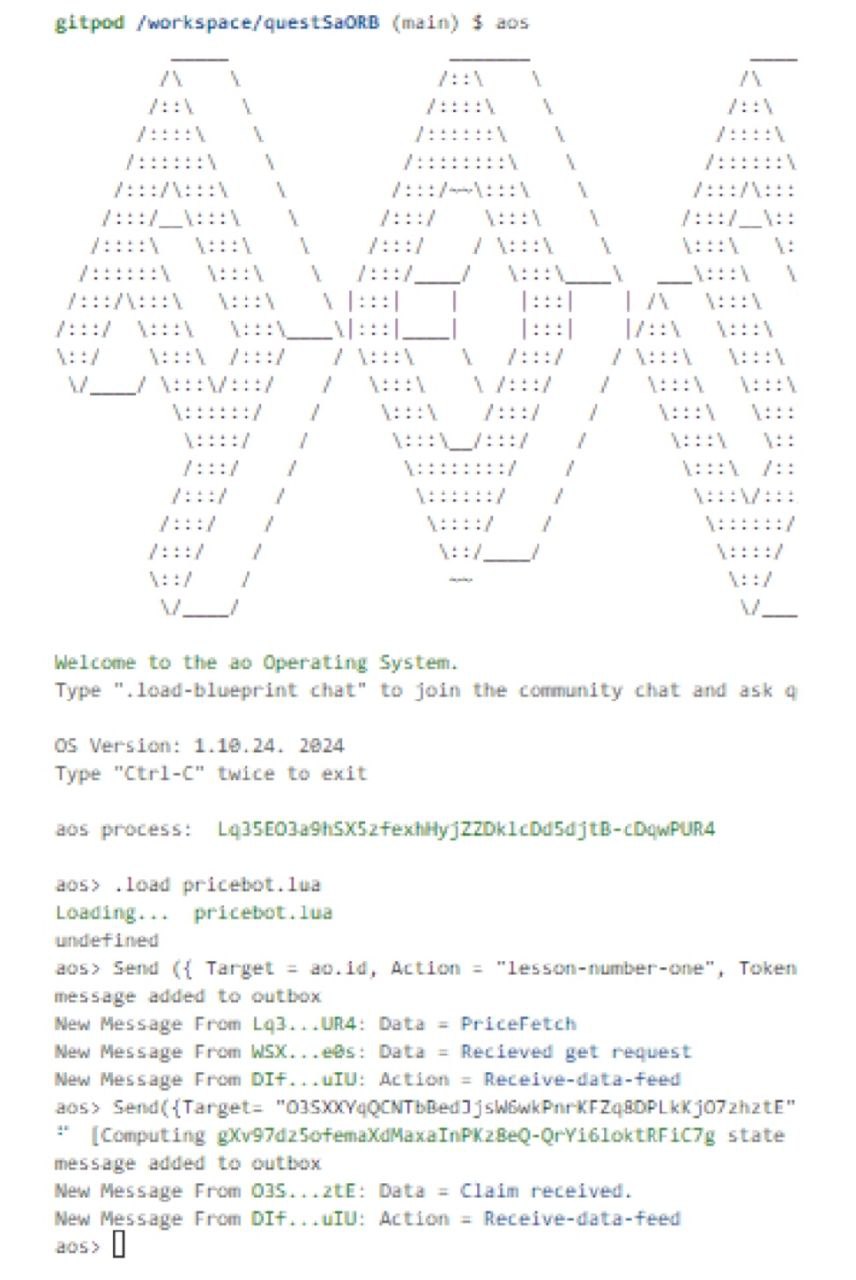 gitpod /workspace/questSaORB (main) $ aos
Welcome to the ao Operating System.
Type ".load-blueprint chat" to join the community chat and ask q
OS Version: 1.10.24. 2024
Type "Ctrl-C" twice to exit
aos process:  Lq35EO3a9hSX5zfexhHyjZZDklcDd5djtB-cDqwPUR4
aos> .load pricebot.lua
Loading...  pricebot.lua
undefined
aos> Send ({ Target = ao.id, Action = "lesson-number-one", Token
message added to outbox
New Message From Lq3...UR4: Data = PriceFetch
New Message From WSX...e0s: Data = Recieved get request
New Message From DIf...uIU: Action = Receive-data-feed
aos> Send({Target= "O3SXXYqQCNTbBedJjsW6wkPnrKFZq8DPLkKjO7zhztE"
[Computing gXv97dz5ofemaXdMaxaInPKz8eQ-QrYi6loktRFiC7g state
message added to outbox
New Message From O3S...ztE: Data = Claim received.
New Message From DIf...uIU: Action = Receive-data-feed
aos>